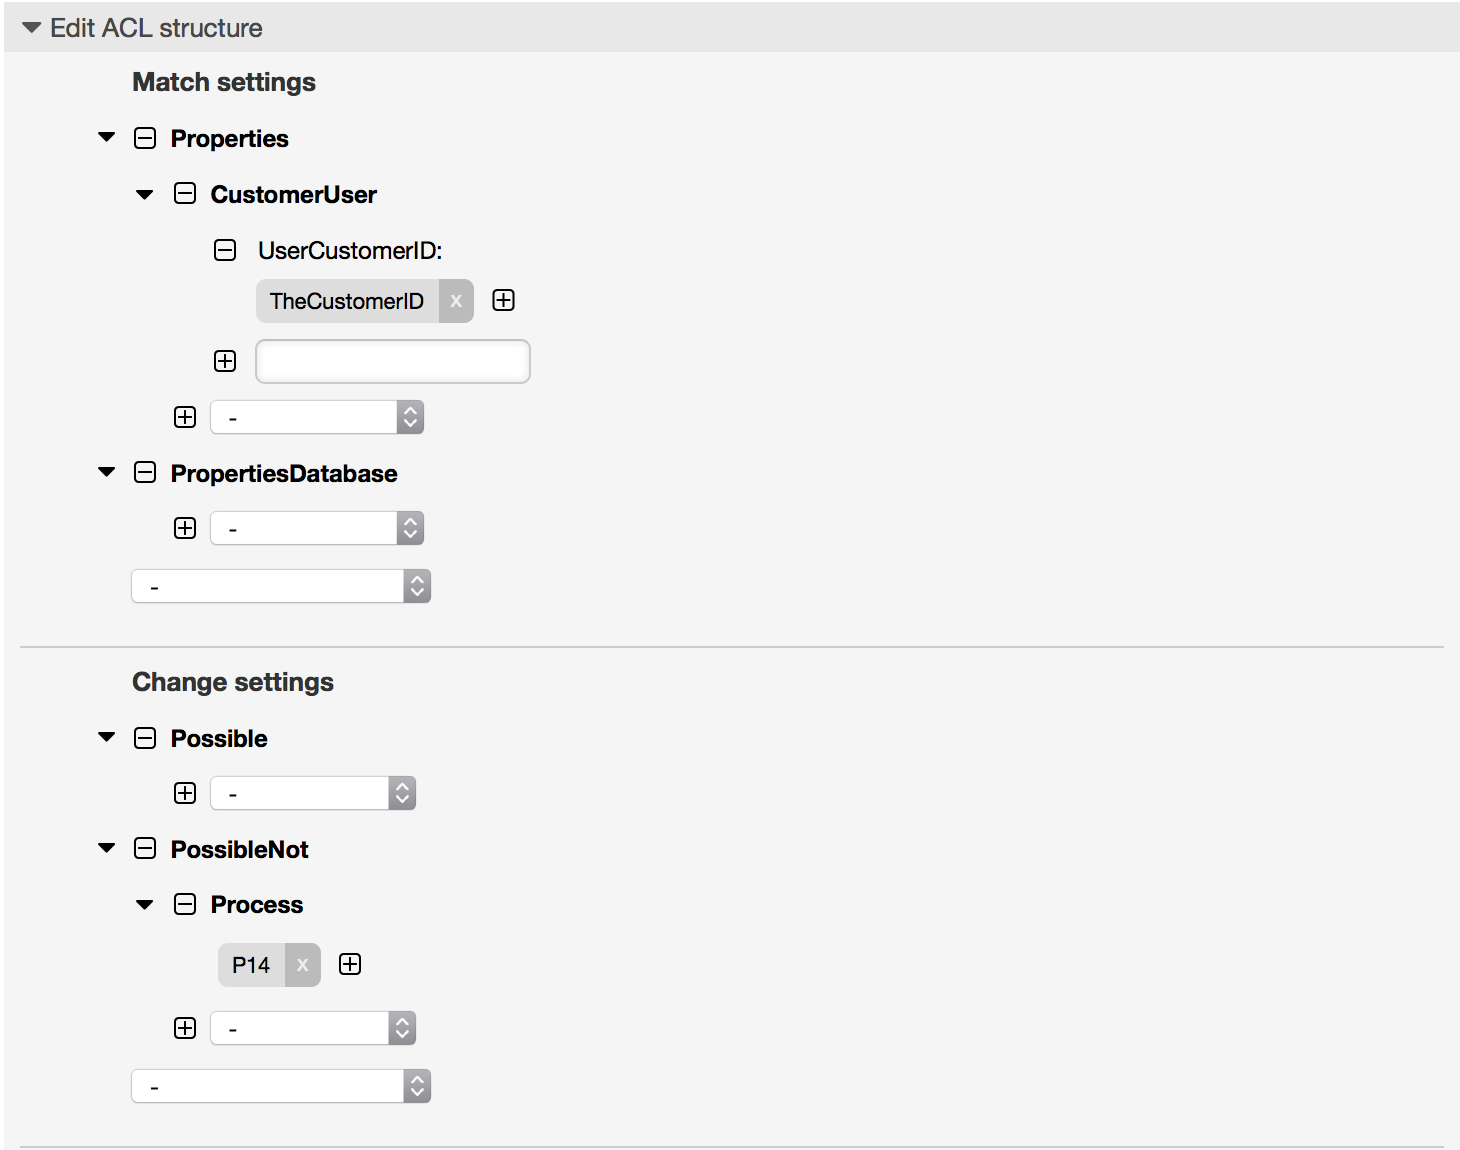 Edit ACL structure
Match settings
Properties
CustomerUser
UserCustomerID:
TheCustomerID x
-
PropertiesDatabase
-
-
Change settings
Possible
-
PossibleNot
Process
P14 x
-
-